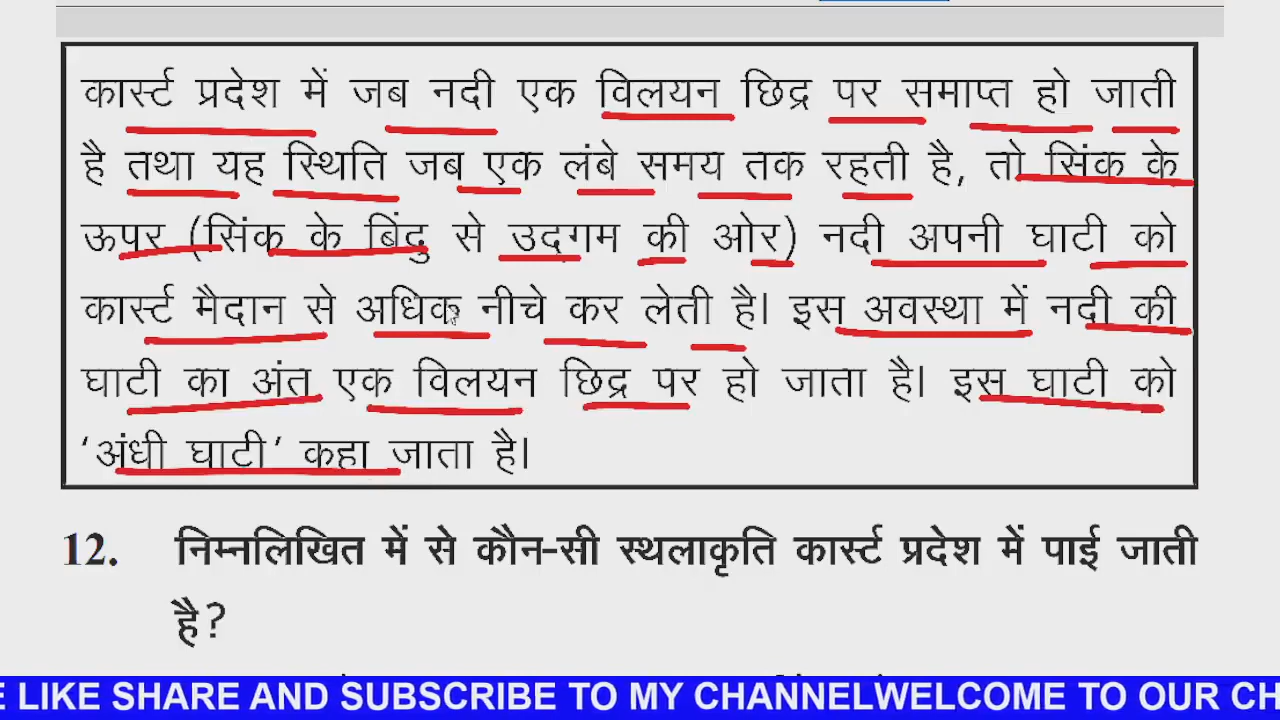 कार्स्ट प्रदेश में जब नदी एक विलयन छिद्र पर समाप्त हो जाती
है तथा यह स्थिति जब एक लंबे समय तक रहती है, तो सिंक के
ऊपर (सिंक के बिंदु से उद्गम की ओर) नदी अपनी घाटी को
कार्स्ट मैदान से अधिक नीचे कर लेती है। इस अवस्था में नदी की
घाटी का अंत एक विलयन छिद्र पर हो जाता है। इस घाटी को
‘अंधी घाटी’ कहा जाता है।
12. निम्नलिखित में से कौन-सी स्थलाकृति कार्स्ट प्रदेश में पाई जाती
है?
E LIKE SHARE AND SUBSCRIBE TO MY CHANNELWELCOME TO OUR CH